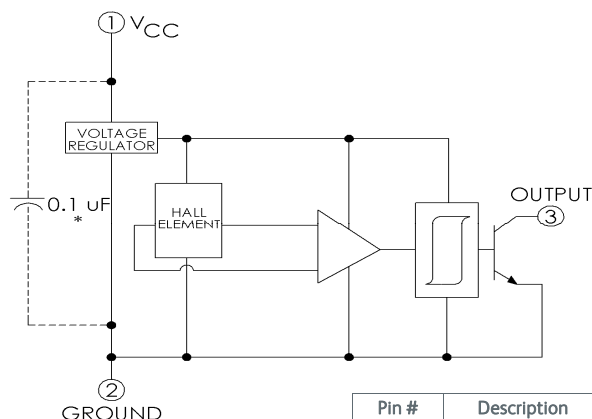 1 VCC
VOLTAGE
REGULATOR
0.1 uF
*
HALL
ELEMENT
OUTPUT
3
2
GROUND
Pin # Description